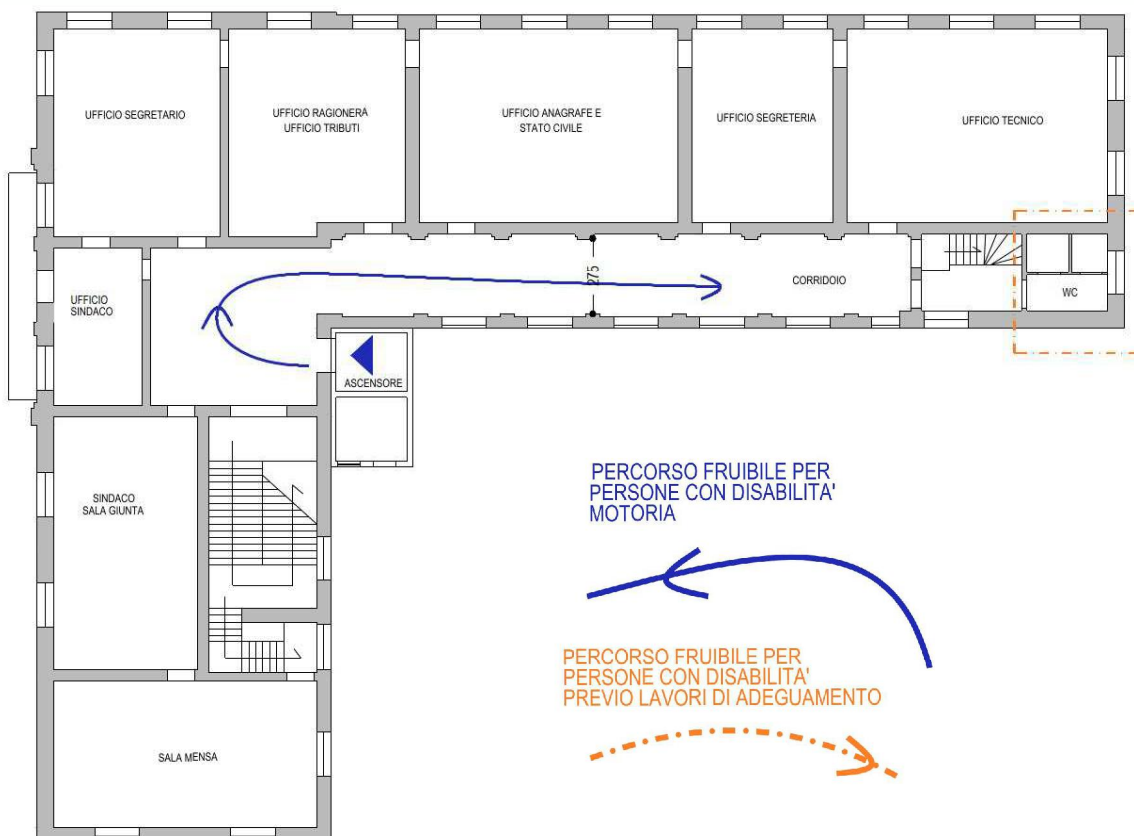 UFFICIO SEGRETARIO
UFFICIO RAGIONERÀ
UFFICIO TRIBUTI
UFFICIO ANAGRAFE E
STATO CIVILE
UFFICIO SEGRETERIA
UFFICIO TECNICO
UFFICIO
SINDACO
275
CORRIDOIO
WC
ASCENSORE
SINDACO
SALA GIUNTA
SALA MENSA
PERCORSO FRUIBILE PER
PERSONE CON DISABILITA'
MOTORIA
PERCORSO FRUIBILE PER
PERSONE CON DISABILITA'
PREVIO LAVORI DI ADEGUAMENTO